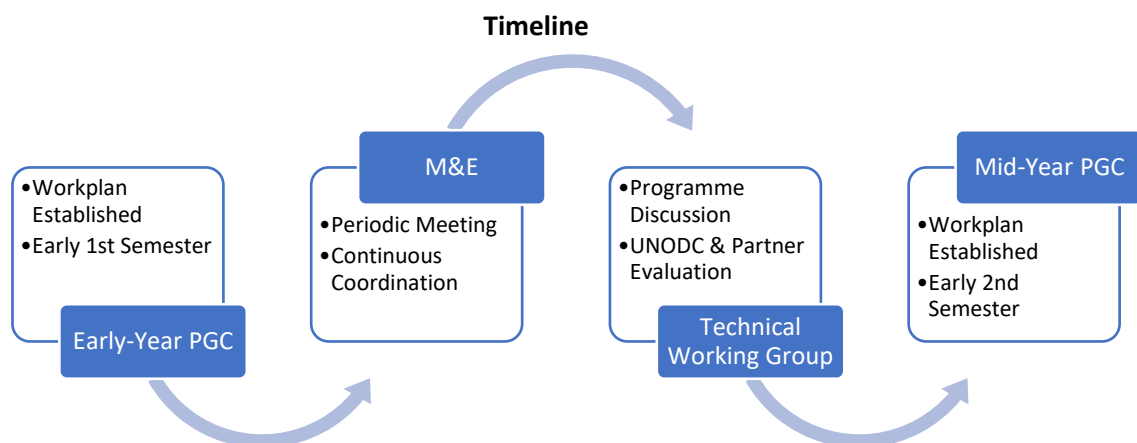 Timeline
•Workplan
Established
•Early 1st Semester
Early-Year PGC
M&E
•Periodic Meeting
•Continuous
Coordination
•Programme
Discussion
•UNODC & Partner
Evaluation
Technical
Working Group
Mid-Year PGC
•Workplan
Established
•Early 2nd
Semester